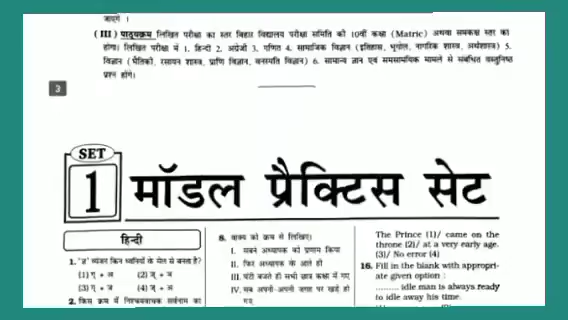 जाएंगे ।
( III ) पाठ्यक्रम लिखित परीक्षा का स्तर बिहार विद्यालय परीक्षा समिति की 10वीं कक्षा (Matric) अथवा समकक्ष स्तर का
होगा। लिखित परीक्षा में 1. हिन्दी 2. अंग्रेजी 3. गणित 4. सामाजिक विज्ञान (इतिहास, भूगोल, नागरिक शास्त्र, अर्थशास्त्र) 5.
विज्ञान (भौतिकी, रसायन शास्त्र, प्राणि विज्ञान, वनस्पति विज्ञान) 6. सामान्य ज्ञान एवं समसामयिक मामले से संबंधित वस्तुनिष्ठ
प्रश्न होंगे।
3
SET
1
मॉडल प्रैक्टिस सेट
हिन्दी
1. व्यंजन किन ध्वनियों के मेल से बनता है?
(1) (2)
(3) (4)
2. किस क्रम में निश्चयवाचक सर्वनाम का
8. वाक्य को क्रम से लिखिए।
I. सबने अध्यापक को प्रणाम किया
II. फिर अध्यापक के आते ही
III. घंटी बजते ही सभी छात्र कक्षा में गए
IV. सब अपनी-अपनी जगह पर खड़े हो
गए
The Prince (1)/ came on the
throne (2)/ at a very early age.
(3)/ No error (4)
16. Fill in the blank with appropri-
ate given option :
......... idle man is always ready
to idle away his time.